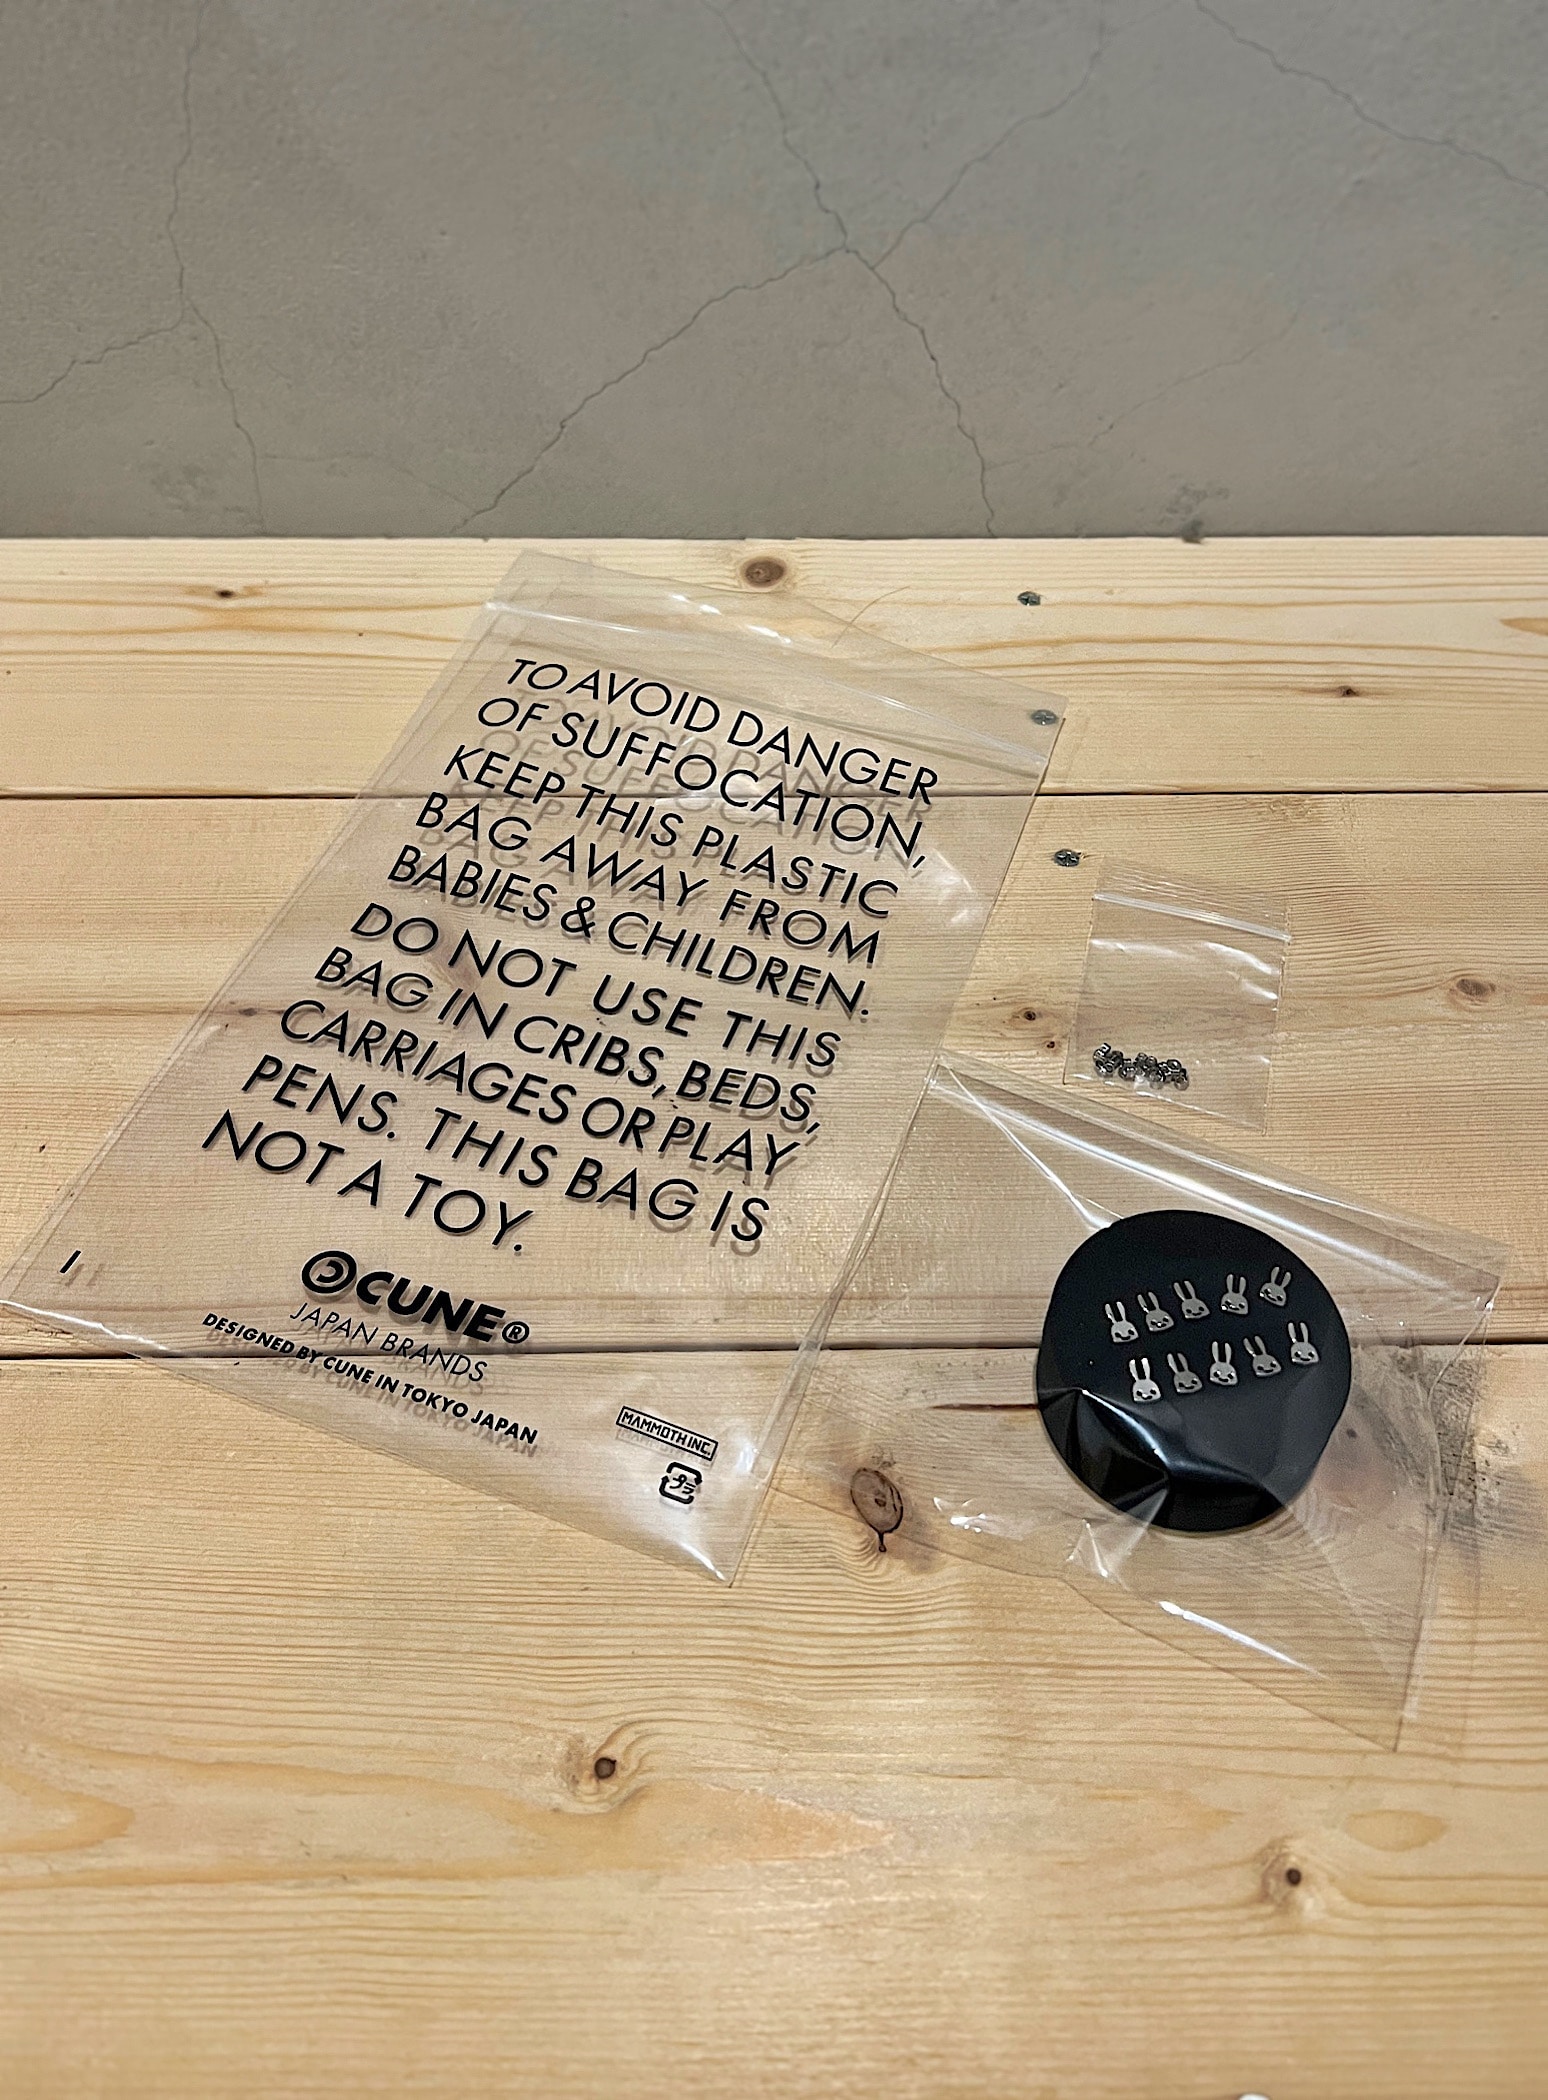 TO AVOID DANGER
OF SUFFOCATION,
KEEP THIS PLASTIC
BAG AWAY FROM
BABIES & CHILDREN.
DO NOT USE THIS
BAG IN CRIBS, BEDS,
CARRIAGES OR PLAY
PENS. THIS BAG IS
NOT A TOY.
I
CUNE®
JAPAN BRANDS
DESIGNED BY CUNE IN TOKYO JAPAN
MAMMOTH INC.
プラ